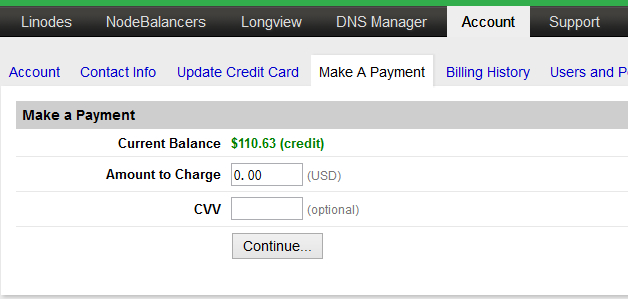 Linodes NodeBalancers Longview DNS Manager Account Support
Account Contact Info Update Credit Card Make A Payment Billing History Users and P
Make a Payment
Current Balance $110.63 (credit)
Amount to Charge 0.00 (USD)
CVV (optional)
Continue...